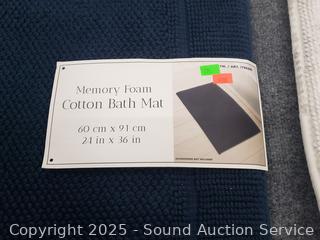 Memory Foam
Cotton Bath Mat
60 cm x 91 cm
24 in x 36 in
Copyright 2025 - Sound Auction Service